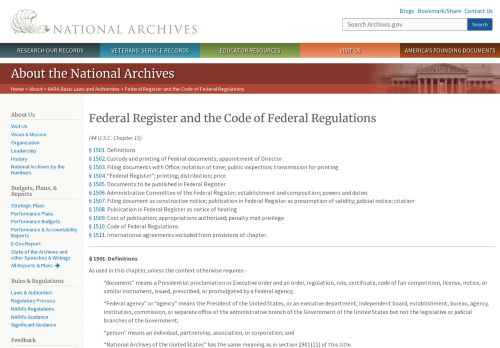 Blogs · Bookmark/Share · Contact Us
NATIONAL ARCHIVES
Search Archives.gov
Search
RESEARCH OUR RECORDS
VETERANS' SERVICE RECORDS
EDUCATOR RESOURCES
VISIT US
AMERICA'S FOUNDING DOCUMENTS
About the National Archives
Home > About > NARA Basic Laws and Authorities > Federal Register and the Code of Federal Regulations
About Us
Visit Us
Vision & Mission
Organization
Leadership
History
National Archives by the
Numbers
Budgets, Plans, &
Reports
Strategic Plans
Performance Plans
Performance Budgets
Performance & Accountability
Reports
E-Gov Report
State of the Archives and
other Speeches & Writings
All Reports & Plans
Rules & Regulations
Laws & Authorities
Regulatory Process
NARA's Regulations
NARA's Guidance
Significant Guidance
Feedback
Federal Register and the Code of Federal Regulations
(44 U.S.C. Chapter 15)
§ 1501. Definitions
§ 1502. Custody and printing of Federal documents; appointment of Director
§ 1503. Filing documents with Office; notation of time; public inspection; transmission for printing
§ 1504. "Federal Register"; printing; distribution; price
§ 1505. Documents to be published in Federal Register
§ 1506. Administrative Committee of the Federal Register; establishment and composition; powers and duties
§ 1507. Filing document as constructive notice; publication in Federal Register as presumption of validity; judicial notice; citation
§ 1508. Publication in Federal Register as notice of hearing
§ 1509. Cost of publication; appropriations authorized; penalty mail privilege
§ 1510. Code of Federal Regulations
§ 1511. International agreements excluded from provisions of chapter
§ 1501. Definitions
As used in this chapter, unless the context otherwise requires--
"document" means a Presidential proclamation or Executive order and an order, regulation, rule, certificate, code of fair competition, license, notice, or
similar instrument, issued, prescribed, or promulgated by a Federal agency;
"Federal agency" or "agency" means the President of the United States, or an executive department, independent board, establishment, bureau, agency,
institution, commission, or separate office of the administrative branch of the Government of the United States but not the legislative or judicial
branches of the Government;
"person" means an individual, partnership, association, or corporation; and
"National Archives of the United States" has the same meaning as in section 2901(11) of this title.